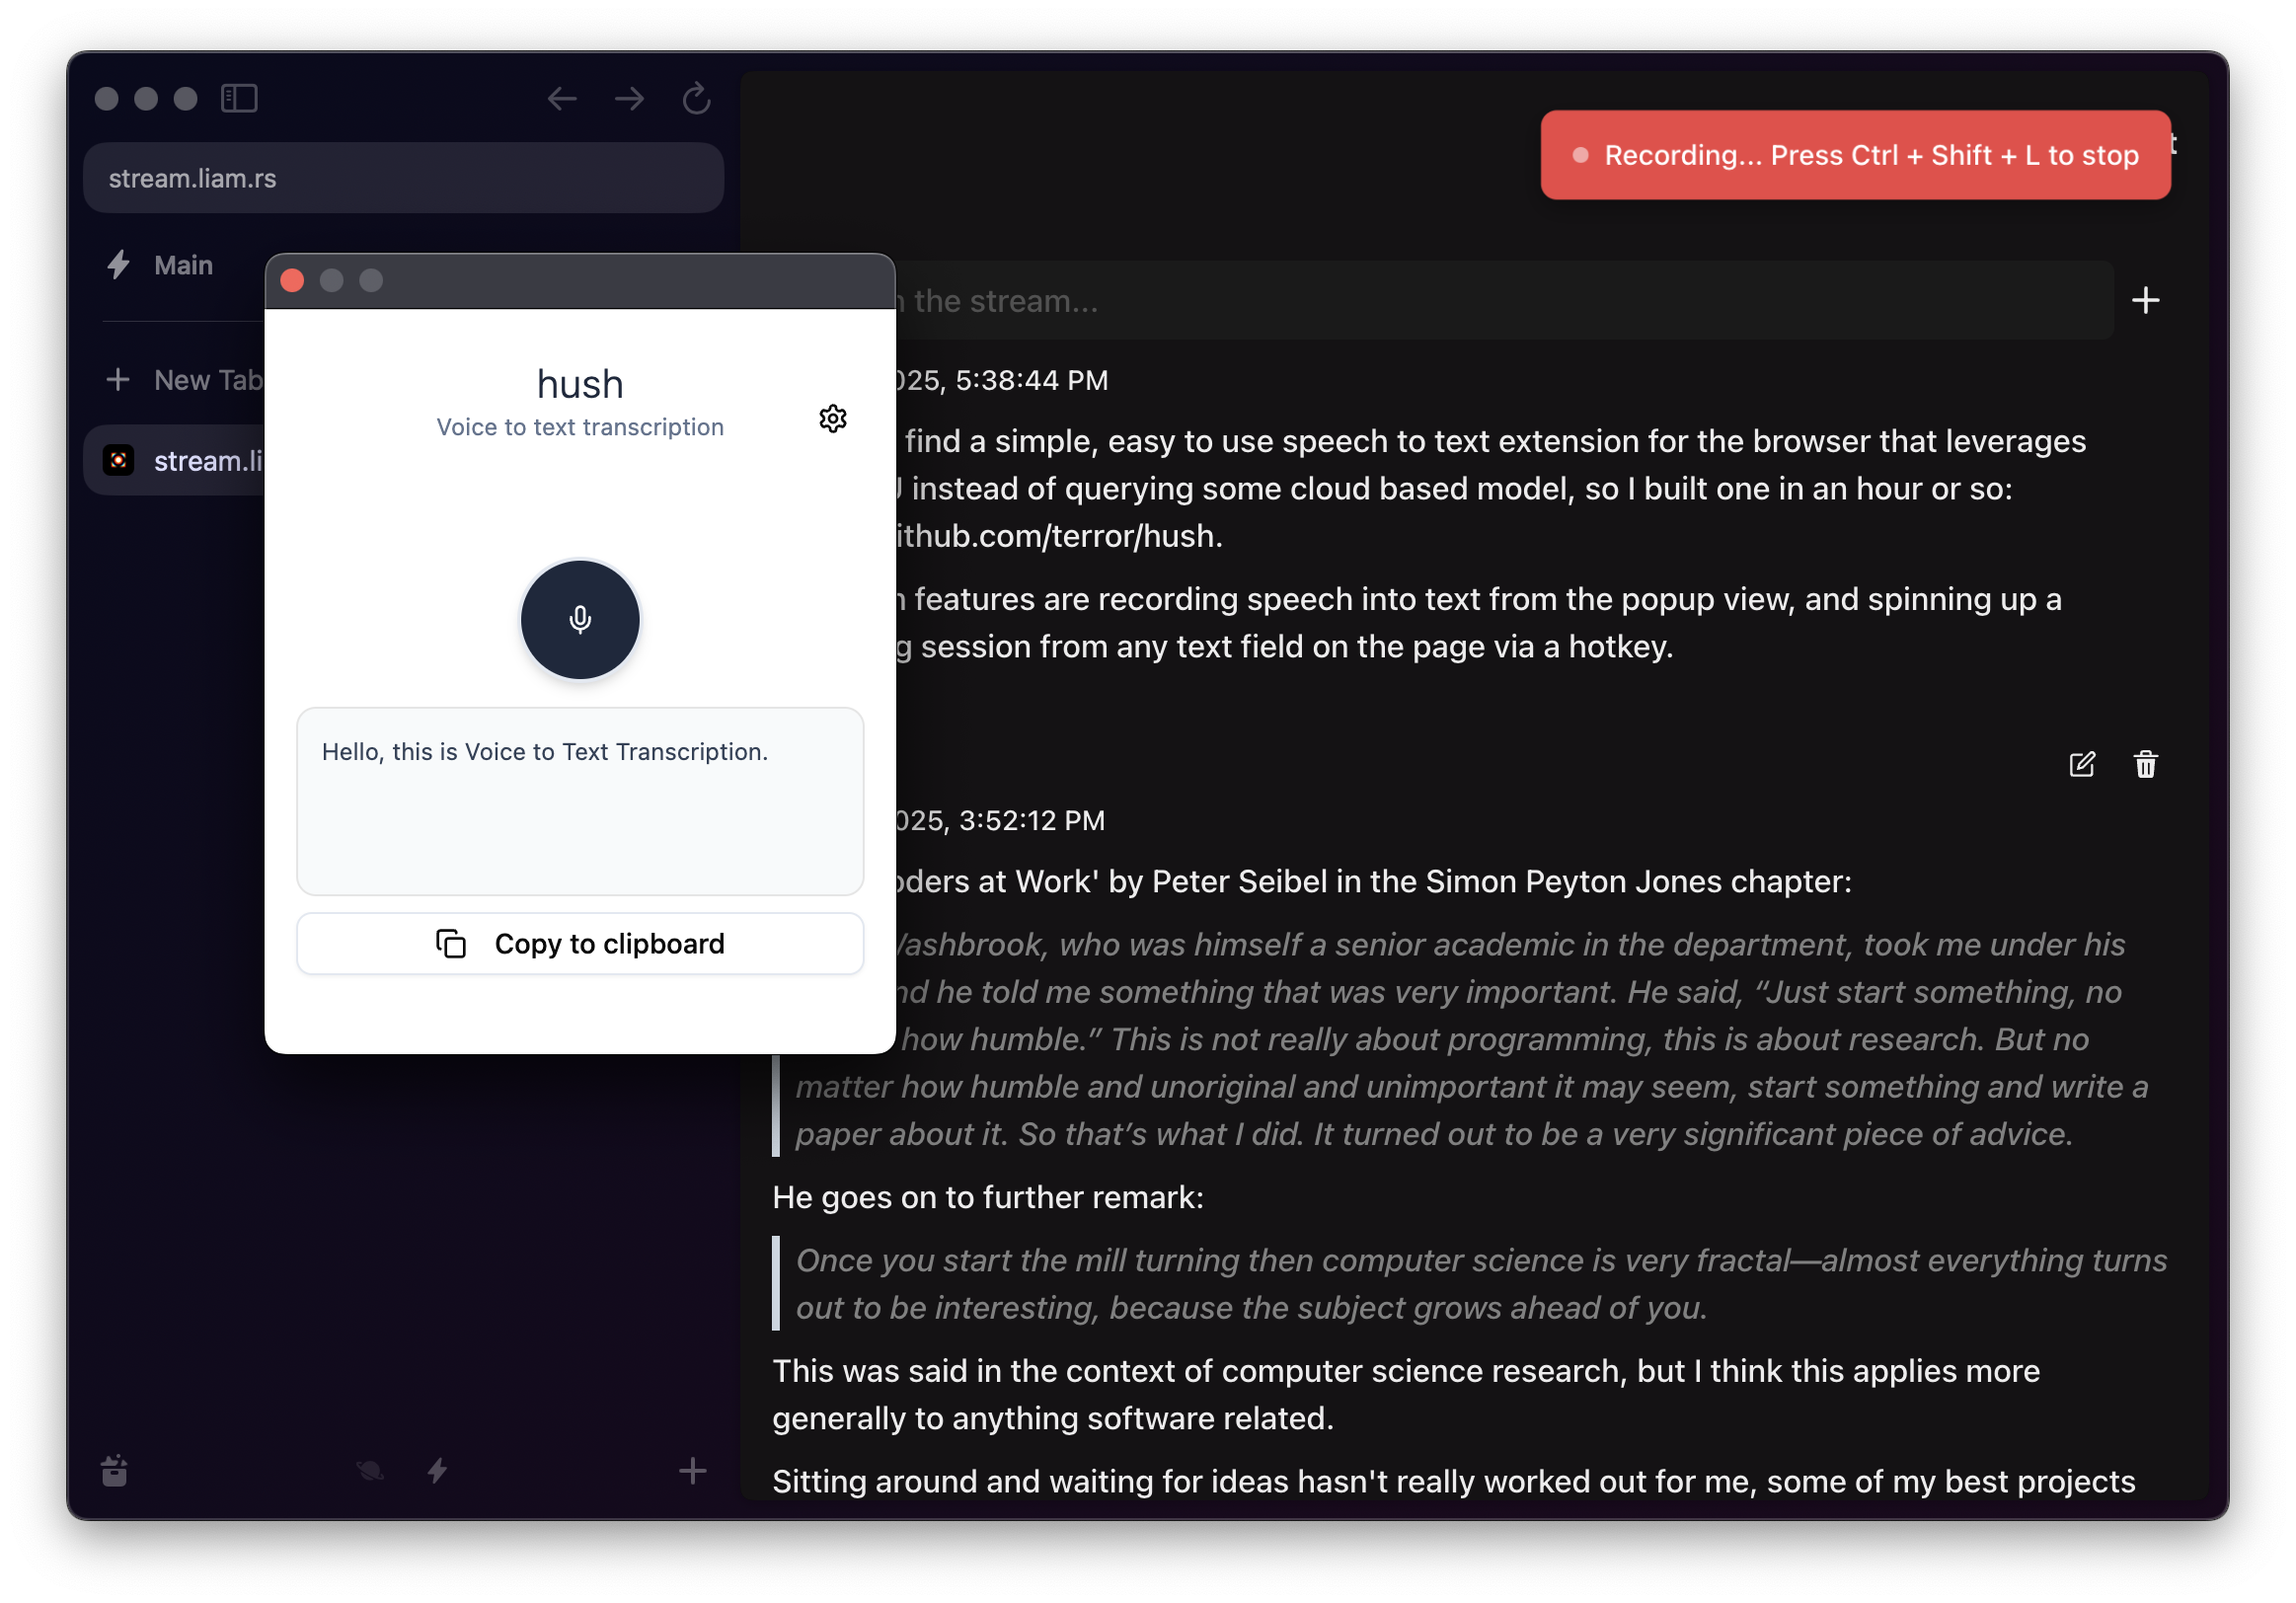 stream.liam.rs
Main
New Tab
stream.li
Recording... Press Ctrl + Shift + L to stop
hush
Voice to text transcription
Hello, this is Voice to Text Transcription.
Copy to clipboard
the stream...
5:38:44 PM
find a simple, easy to use speech to text extension for the browser that leverages
instead of querying some cloud based model, so I built one in an hour or so:
ithub.com/terror/hush.
features are recording speech into text from the popup view, and spinning up a
session from any text field on the page via a hotkey.
025, 3:52:12 PM
oders at Work' by Peter Seibel in the Simon Peyton Jones chapter:
ashbrook, who was himself a senior academic in the department, took me under his
nd he told me something that was very important. He said, “Just start something, no
how humble.” This is not really about programming, this is about research. But no
matter how humble and unoriginal and unimportant it may seem, start something and write a
paper about it. So that’s what I did. It turned out to be a very significant piece of advice.
He goes on to further remark:
Once you start the mill turning then computer science is very fractal—almost everything turns
out to be interesting, because the subject grows ahead of you.
This was said in the context of computer science research, but I think this applies more
generally to anything software related.
Sitting around and waiting for ideas hasn't really worked out for me, some of my best projects